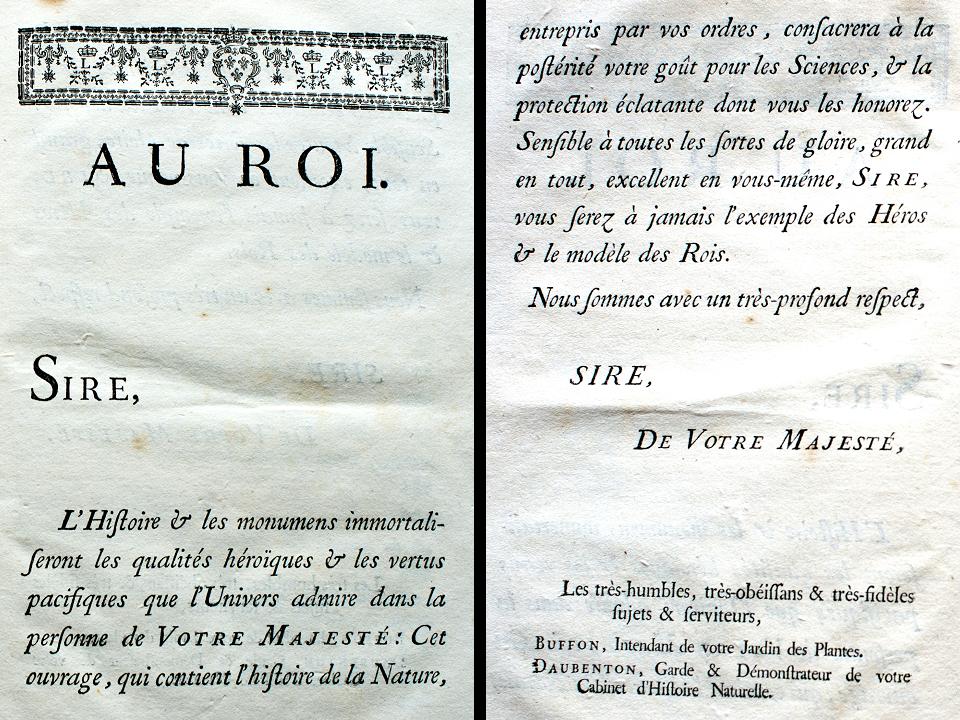 AU ROI.
SIRE,
L'Hiſtoire & les monumens immortali-
ſeront les qualités héroïques & les vertus
pacifiques que l'Univers admire dans la
perſonne de VOTRE MAJESTÉ: Cet
ouvrage, qui contient l'hiſtoire de la Nature,
entrepris par vos ordres, conſacrera à la
poſtérité votre goût pour les Sciences, & la
protection éclatante dont vous les honorez.
Senſible à toutes les ſortes de gloire, grand
en tout, excellent en vous-même, SIRE,
vous ſerez à jamais l'exemple des Héros
& le modèle des Rois.
Nous ſommes avec un très-profond reſpect,
SIRE,
DE VOTRE MAJESTÉ,
Les très-humbles, très-obéiſſans & très-fidèles
ſujets & ſerviteurs,
BUFFON, Intendant de votre Jardin des Plantes.
DAUBENTON, Garde & Démonſtrateur de votre
Cabinet d'Hiſtoire Naturelle.